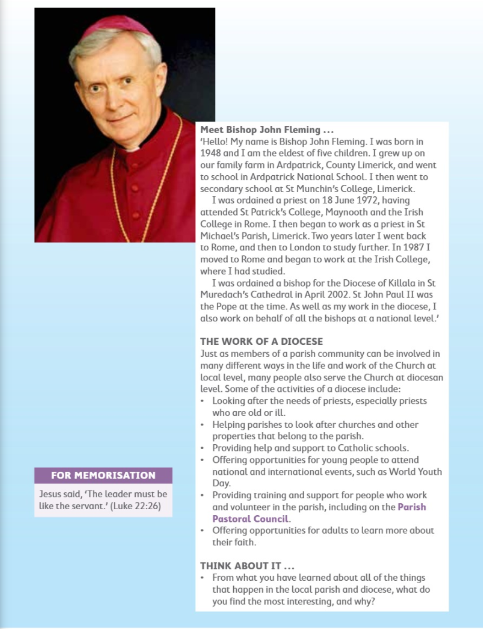 Meet Bishop John Fleming ...
'Hello! My name is Bishop John Fleming. I was born in
1948 and I am the eldest of five children. I grew up on
our family farm in Ardpatrick, County Limerick, and went
to school in Ardpatrick National School. I then went to
secondary school at St Munchin's College, Limerick.
I was ordained a priest on 18 June 1972, having
attended St Patrick's College, Maynooth and the Irish
College in Rome. I then began to work as a priest in St
Michael's Parish, Limerick. Two years later I went back
to Rome, and then to London to study further. In 1987 I
moved to Rome and began to work at the Irish College,
where I had studied.
I was ordained a bishop for the Diocese of Killala in St
Muredach's Cathedral in April 2002. St John Paul II was
the Pope at the time. As well as my work in the diocese, I
also work on behalf of all the bishops at a national level.'
THE WORK OF A DIOCESE
Just as members of a parish community can be involved in
many different ways in the life and work of the Church at
local level, many people also serve the Church at diocesan
level. Some of the activities of a diocese include:
• Looking after the needs of priests, especially priests
who are old or ill.
• Helping parishes to look after churches and other
properties that belong to the parish.
• Providing help and support to Catholic schools.
• Offering opportunities for young people to attend
national and international events, such as World Youth
Day.
• Providing training and support for people who work
and volunteer in the parish, including on the Parish
Pastoral Council.
• Offering opportunities for adults to learn more about
their faith.
THINK ABOUT IT ...
• From what you have learned about all of the things
that happen in the local parish and diocese, what do
you find the most interesting, and why?
FOR MEMORISATION
Jesus said, 'The leader must be
like the servant.' (Luke 22:26)